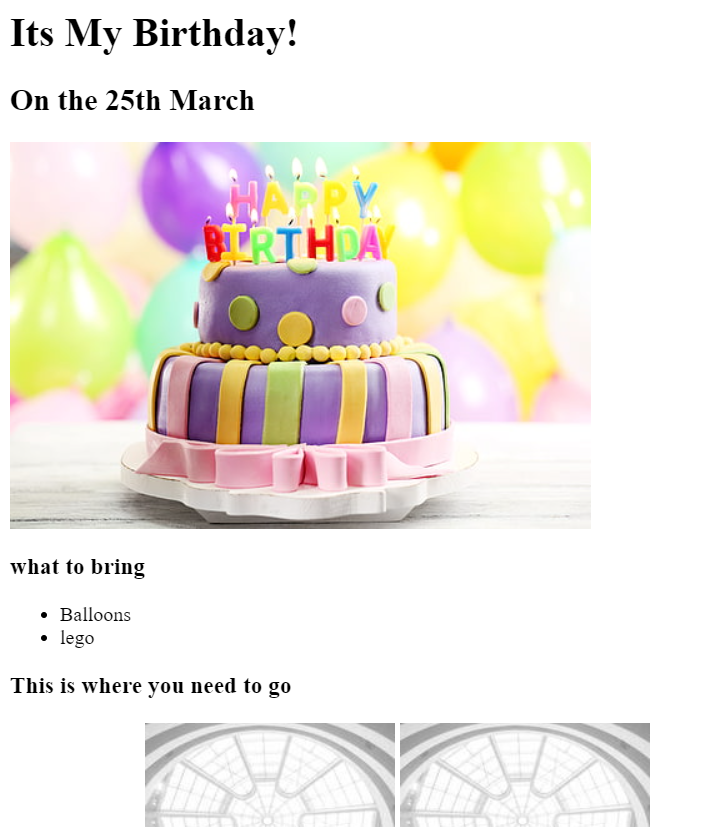 Its My Birthday!
On the 25th March
HAPPY
BIRTHDAY
what to bring
Balloons
lego
This is where you need to go